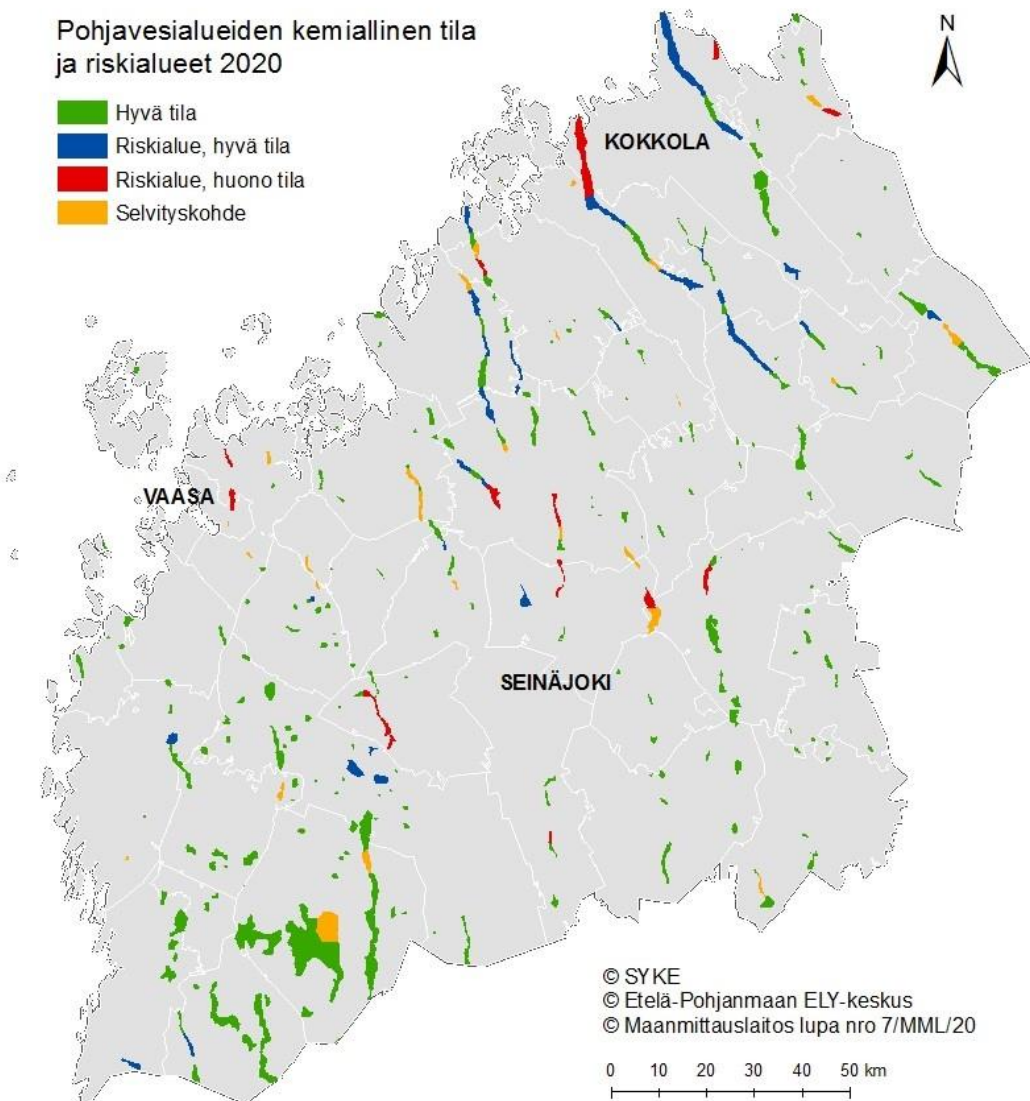 Pohjavesialueiden kemiallinen tila
ja riskialueet 2020
Hyvä tila
Riskialue, hyvä tila
Riskialue, huono tila
Selvityskohde
N
KOKKOLA
VAASA
SEINÄJOKI
© SYKE
© Etelä-Pohjanmaan ELY-keskus
© Maanmittauslaitos lupa nro 7/MML/20
0 10 20 30 40 50 km